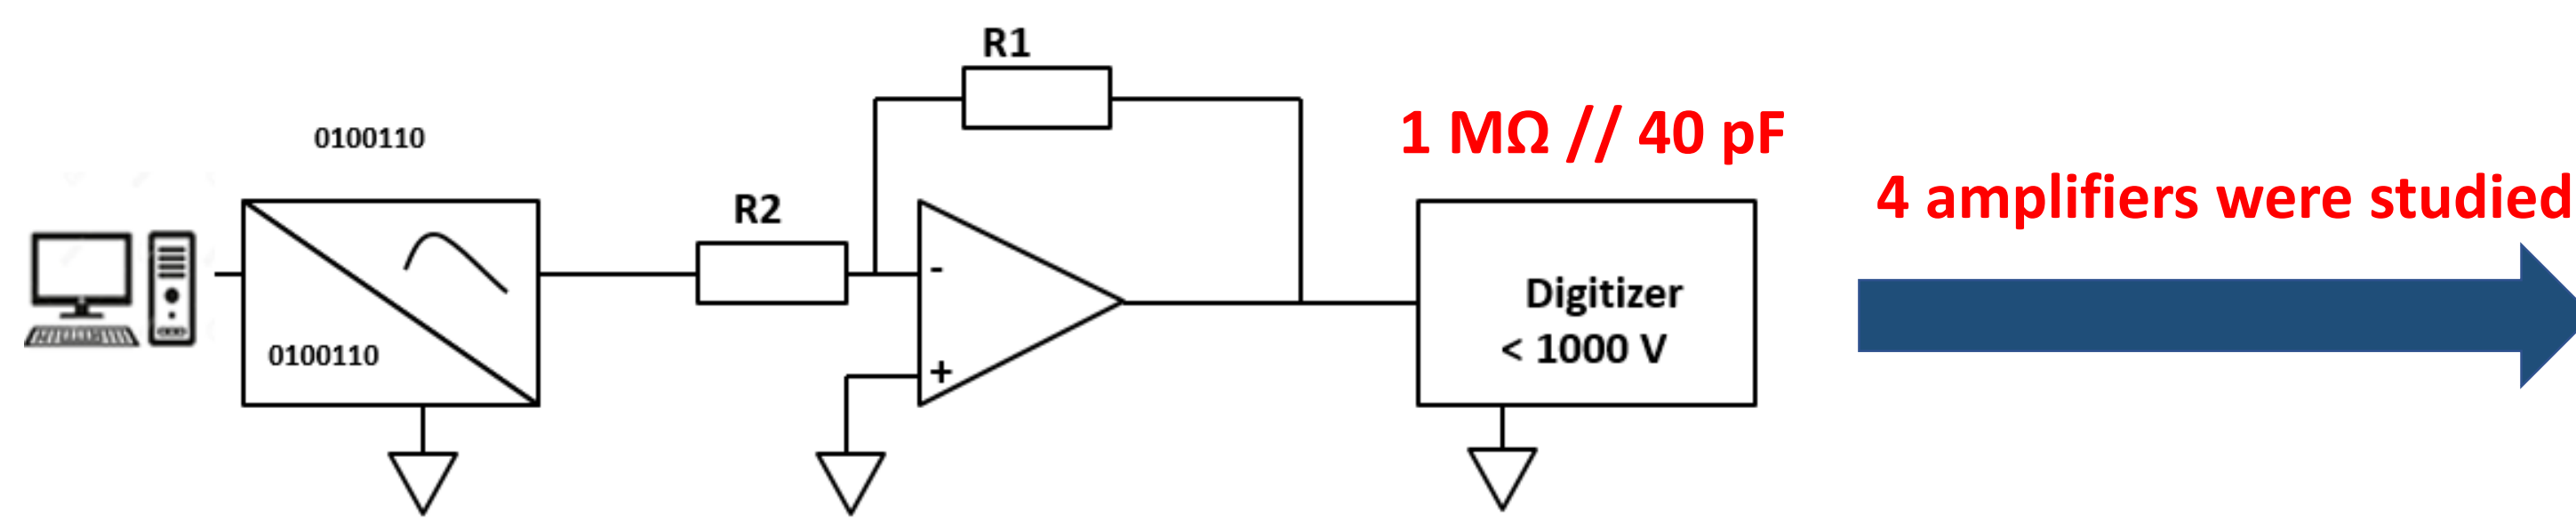 R1
0100110
1 MΩ // 40 pF
R2
4 amplifiers were studied
-
Digitizer
< 1000 V
0100110
+